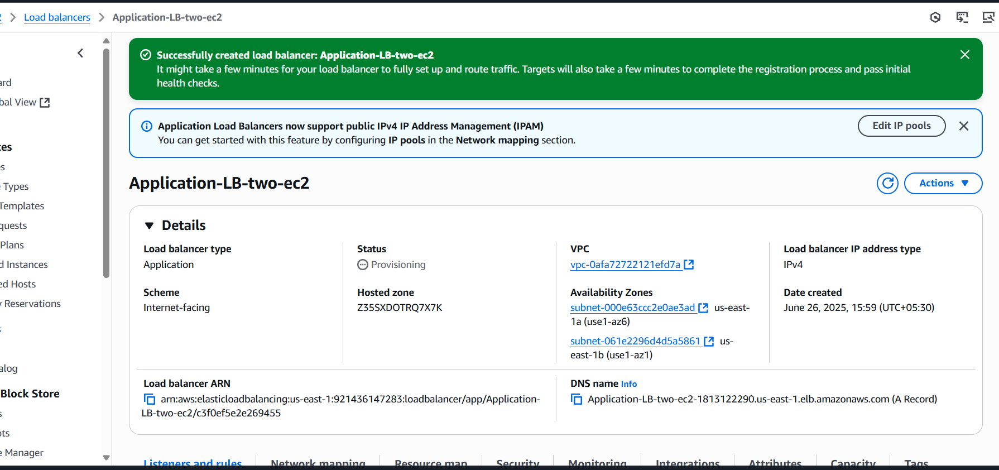 Load balancers
Application-LB-two-ec2
Successfully created load balancer: Application-LB-two-ec2
It might take a few minutes for your load balancer to fully set up and route traffic. Targets will also take a few minutes to complete the registration process and pass initial
health checks.
Application Load Balancers now support public IPv4 IP Address Management (IPAM)
You can get started with this feature by configuring IP pools in the Network mapping section.
Edit IP pools
ard
bal View
tes
es
e Types
Templates
quests
Plans
d Instances
ed Hosts
y Reservations
s
alog
Block Store
s
ots
e Manager
Application-LB-two-ec2
Actions
Details
Load balancer type
Application
Status
Provisioning
VPC
vpc-0afa72722121efd7a
Load balancer IP address type
IPv4
Scheme
Internet-facing
Hosted zone
Z35SXDOTRQ7X7K
Availability Zones
subnet-000e63ccc2e0ae3ad us-east-
1a (use1-az6)
subnet-061e2296d4d5a5861 us-
east-1b (use1-az1)
Date created
June 26, 2025, 15:59 (UTC+05:30)
Load balancer ARN
arn:aws:elasticloadbalancing:us-east-1:921436147283:loadbalancer/app/Application-
LB-two-ec2/c3f0ef5e2e269455
DNS name Info
Application-LB-two-ec2-1813122290.us-east-1.elb.amazonaws.com (A Record)
Listeners and rules
Network mapping
Resource map
Security
Monitoring
Integrations
Attributes
Capacity
Tags